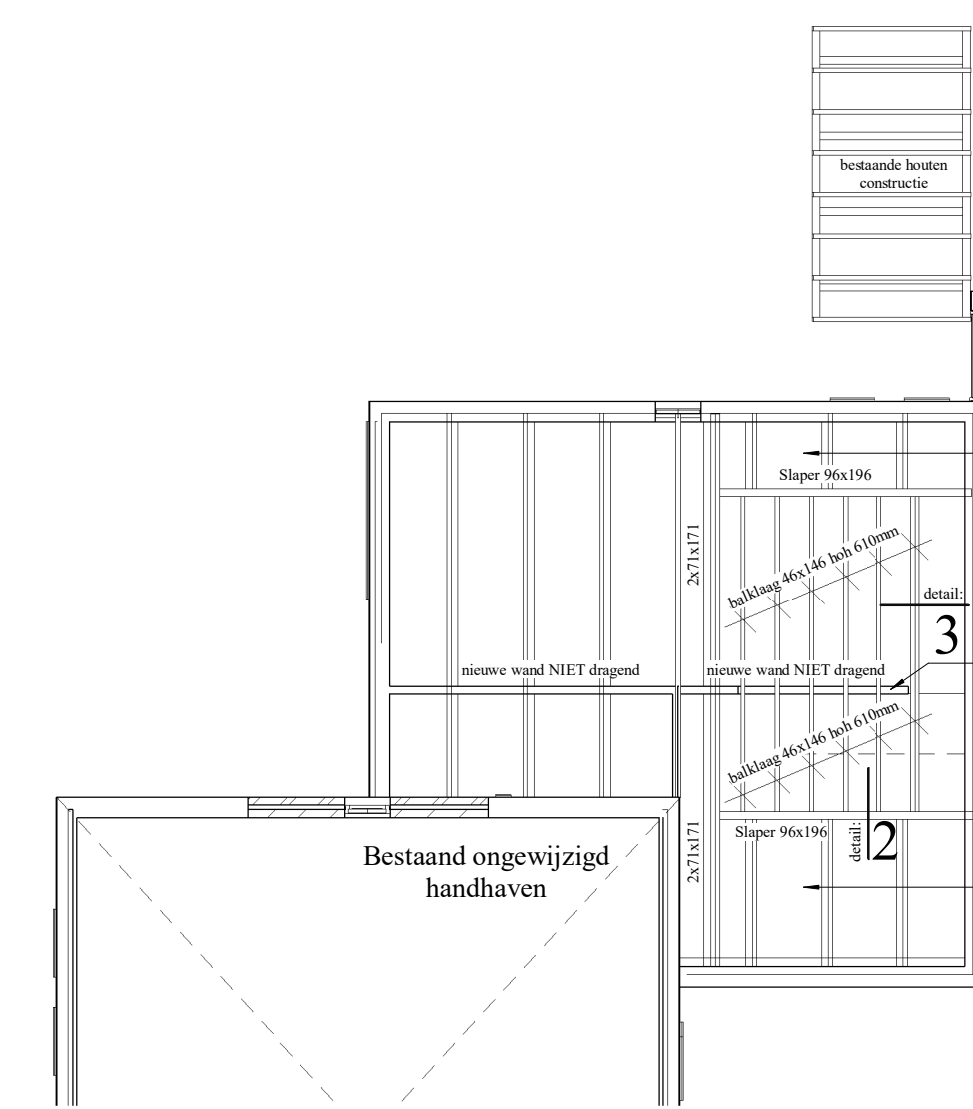 bestaande houten
constructie
Slaper 96x196
2x71x171
balklaag 46x146 hoh 610mm
detail:
3
nieuwe wand NIET dragend
nieuwe wand NIET dragend
balklaag 46x146 hoh 610mm
Slaper 96x196
detail:
2
2x71x171
Bestaand ongewijzigd
handhaven